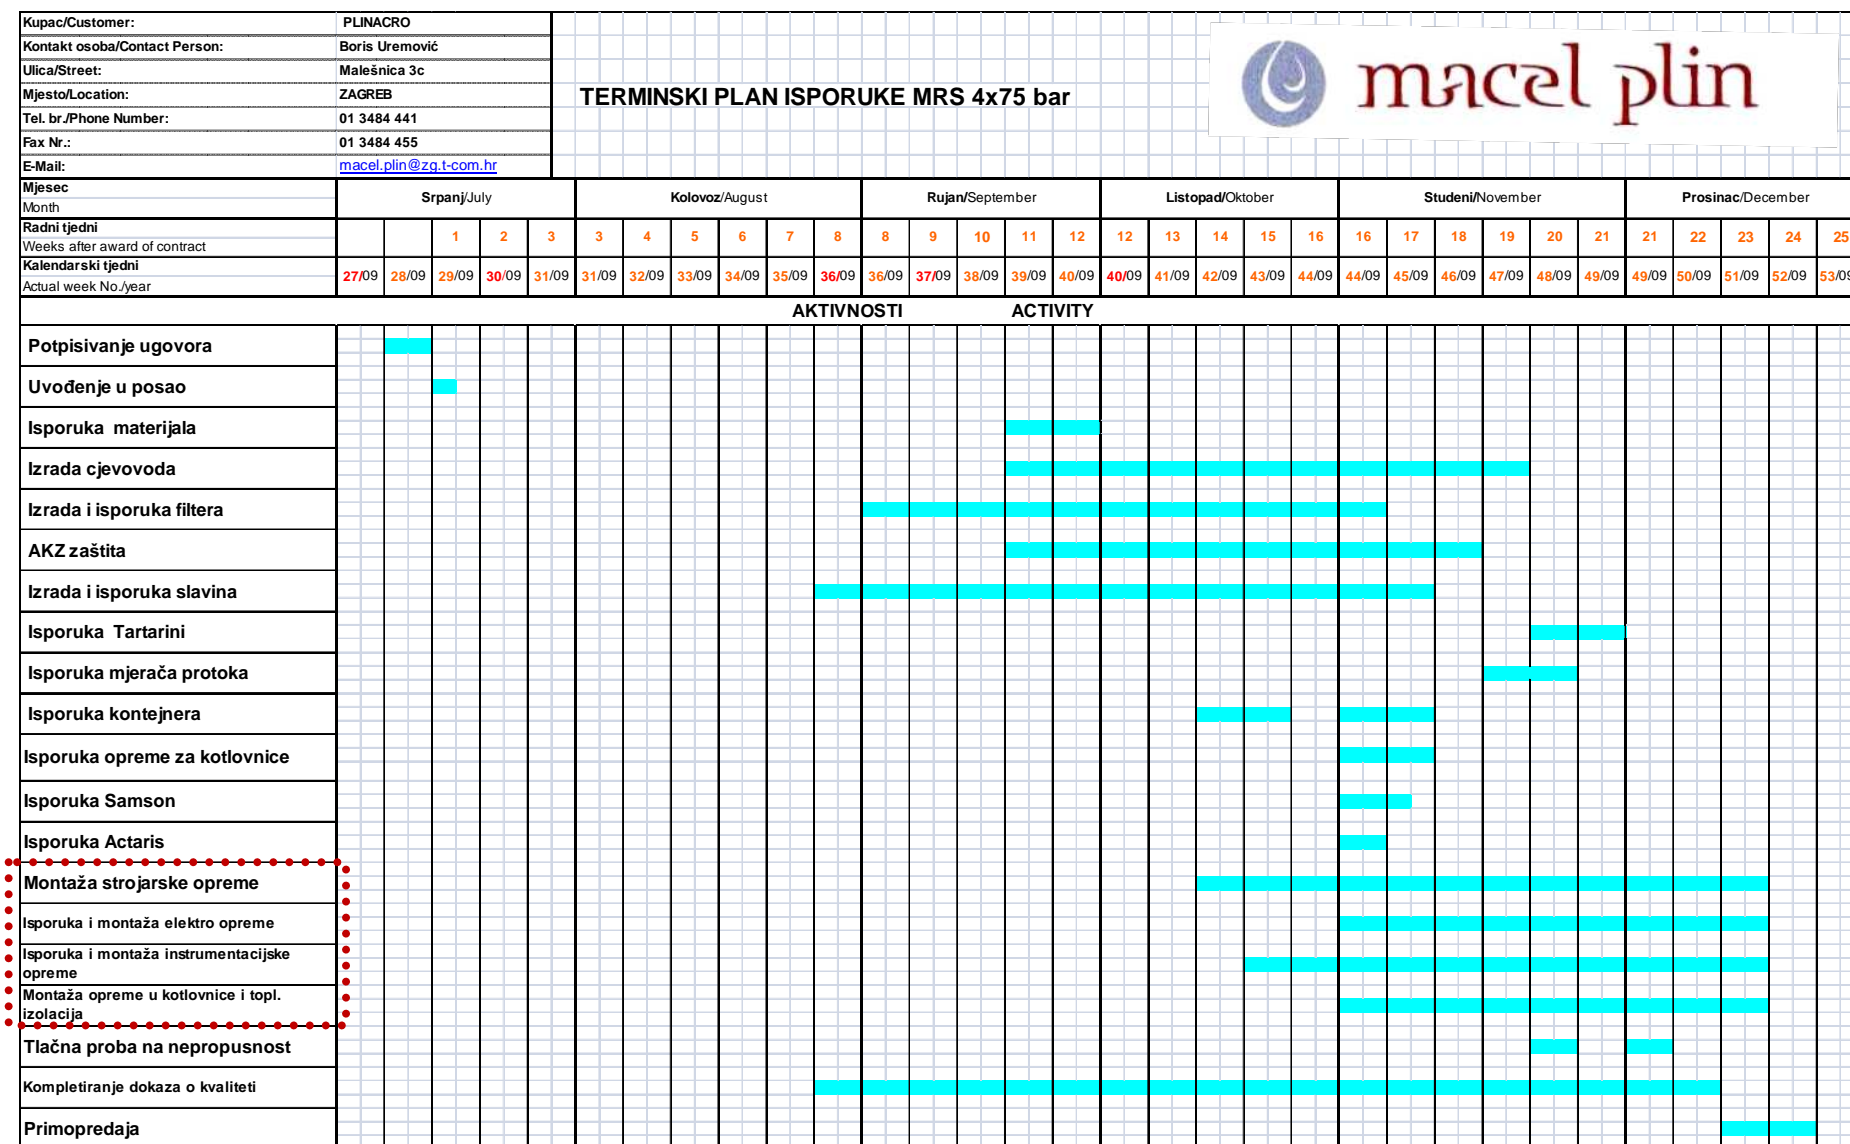 Kupac/Customer: PLINACRO
Kontakt osoba/Contact Person: Boris Uremović
Ulica/Street: Malešnica 3c
Mjesto/Location: ZAGREB
Tel. br./Phone Number: 01 3484 441
Fax Nr.: 01 3484 455
E-Mail: macel.plin@zg.t-com.hr
TERMINSKI PLAN ISPORUKE MRS 4x75 bar
macel plin
Mjesec
Month
Srpanj/July Kolovoz/August Rujan/September Listopad/Oktober Studeni/November Prosinac/December
Radni tjedni
Weeks after award of contract
1 2 3 3 4 5 6 7 8 8 9 10 11 12 12 13 14 15 16 16 17 18 19 20 21 21 22 23 24 25
Kalendarski tjedni
Actual week No./year
27/09 28/09 29/09 30/09 31/09 31/09 32/09 33/09 34/09 35/09 36/09 36/09 37/09 38/09 39/09 40/09 40/09 41/09 42/09 43/09 44/09 44/09 45/09 46/09 47/09 48/09 49/09 49/09 50/09 51/09 52/09 53/09
AKTIVNOSTI ACTIVITY
Potpisivanje ugovora
Uvođenje u posao
Isporuka materijala
Izrada cjevovoda
Izrada i isporuka filtera
AKZ zaštita
Izrada i isporuka slavina
Isporuka Tartarini
Isporuka mjerača protoka
Isporuka kontejnera
Isporuka opreme za kotlovnice
Isporuka Samson
Isporuka Actaris
Montaža strojarske opreme
Isporuka i montaža elektro opreme
Isporuka i montaža instrumentacijske
opreme
Montaža opreme u kotlovnice i topl.
izolacija
Tlačna proba na nepropusnost
Kompletiranje dokaza o kvaliteti
Primopredaja